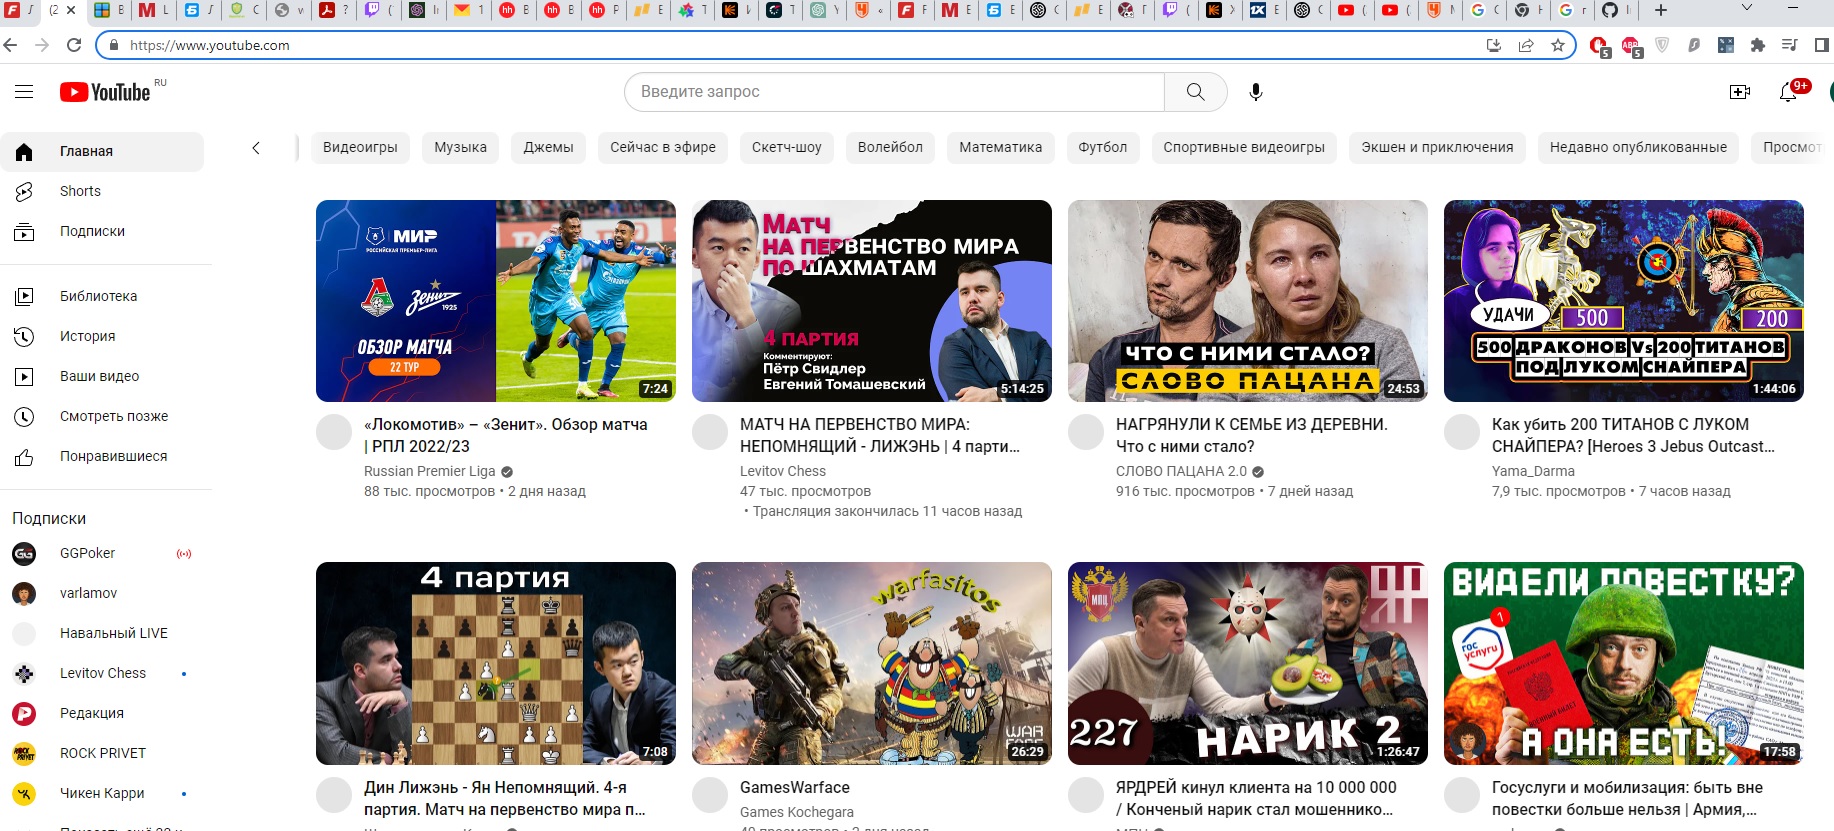 https://www.youtube.com
5
5
YouTube
RU
Введите запрос
9+
Главная
Shorts
Подписки
Библиотека
История
Ваши видео
Смотреть позже
Понравившиеся
Подписки
GGPoker
varlamov
Навальный LIVE
Levitov Chess
Редакция
ROCK PRIVET
Чикен Карри
Видеоигры
Музыка
Джемы
Сейчас в эфире
Скетч-шоу
Волейбол
Математика
Футбол
Спортивные видеоигры
Экшен и приключения
Недавно опубликованные
МИР
РОССИЙСКАЯ ПРЕМЬЕР-ЛИГА
Зенит
1925
ОБЗОР МАТЧА
22 ТУР
7:24
«Локомотив» – «Зенит». Обзор матча
| РПЛ 2022/23
Russian Premier Liga
88 тыс. просмотров • 2 дня назад
МАТЧ
НА ПЕРВЕНСТВО МИРА
ПО ШАХМАТАМ
4 ПАРТИЯ
Комментируют:
Пётр Свидлер
Евгений Томашевский
5:14:25
МАТЧ НА ПЕРВЕНСТВО МИРА:
НЕПОМНЯЩИЙ - ЛИЖЭНЬ | 4 парти...
Levitov Chess
47 тыс. просмотров
• Трансляция закончилась 11 часов назад
ЧТО С НИМИ СТАЛО?
СЛОВО ПАЦАНА
24:53
НАГРЯНУЛИ К СЕМЬЕ ИЗ ДЕРЕВНИ.
Что с ними стало?
СЛОВО ПАЦАНА 2.0
916 тыс. просмотров • 7 дней назад
УДАЧИ
500
200
500 ДРАКОНОВ Vs 200 ТИТАНОВ
ПОД ЛУКОМ СНАЙПЕРА
1:44:06
Как убить 200 ТИТАНОВ С ЛУКОМ
СНАЙПЕРА? [Heroes 3 Jebus Outcast...
Yama_Darma
7,9 тыс. просмотров • 7 часов назад
4 партия
7:08
Дин Лижэнь - Ян Непомнящий. 4-я
партия. Матч на первенство мира п...
warfasitos
WAR
26:29
GamesWarface
Games Kochegara
МПЦ
ЯР
227
НАРИК 2
1:26:47
ЯРДРЕЙ кинул клиента на 10 000 000
/ Конченый нарик стал мошеннико...
ВИДЕЛИ ПОВЕСТКУ?
1
гос
услуги
ВОЕННЫЙ БИЛЕТ
А ОНА ЕСТЬ!
17:58
Госуслуги и мобилизация: быть вне
повестки больше нельзя | Армия,...